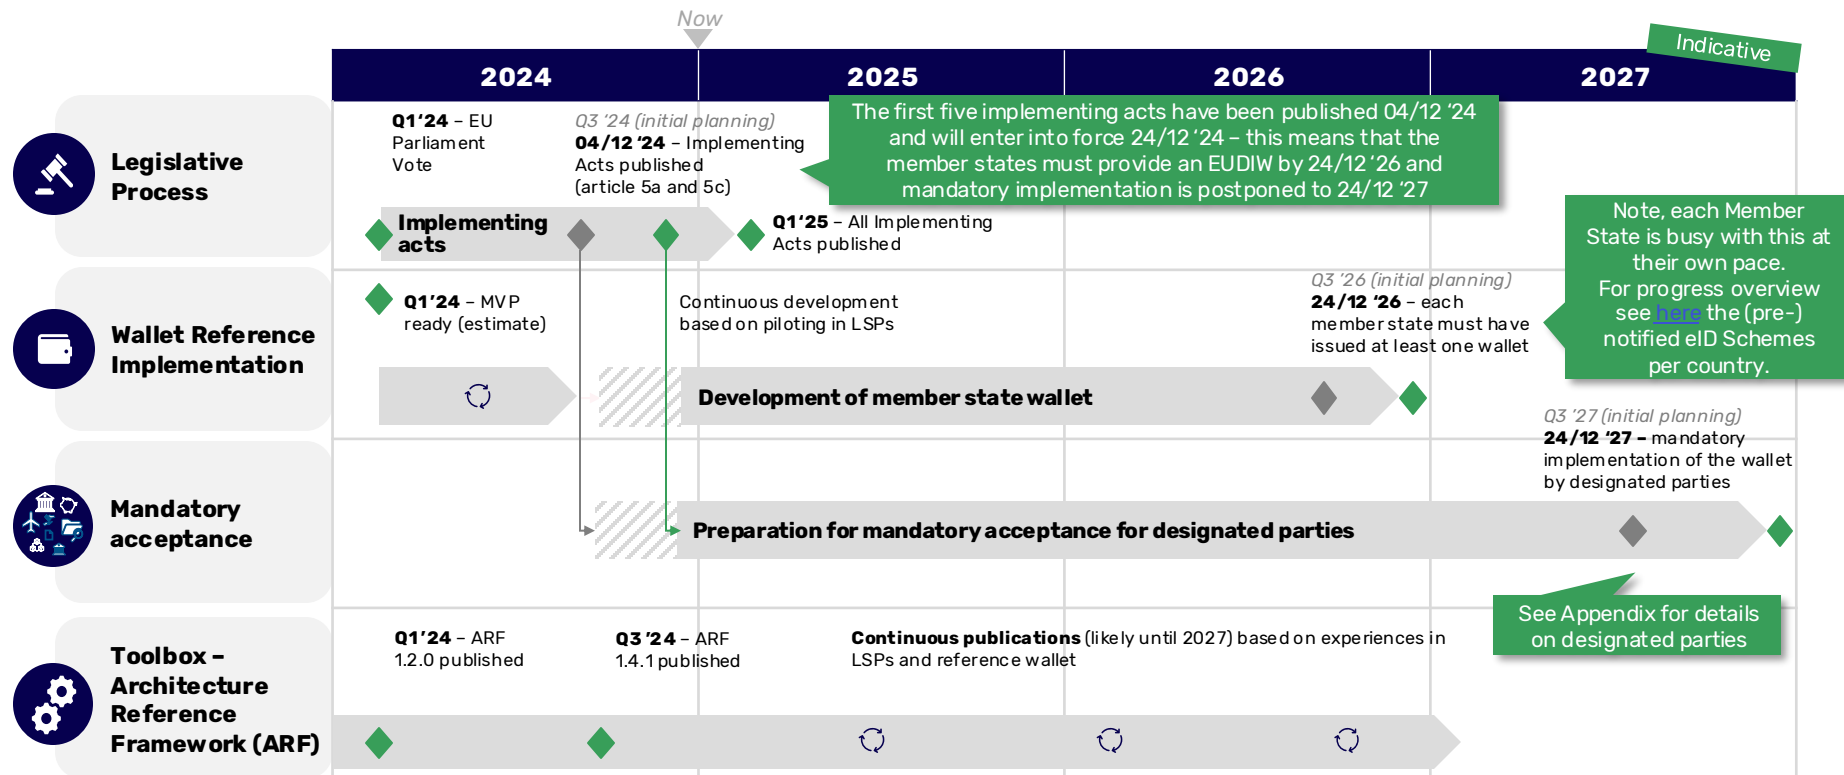 Now
Indicative
2024
2025
2026
2027
Legislative
Process
Q1 '24 – EU
Parliament
Vote
Q3 '24 (initial planning)
04/12 '24 – Implementing
Acts published
(article 5a and 5c)
The first five implementing acts have been published 04/12 '24
and will enter into force 24/12 '24 – this means that the
member states must provide an EUDIW by 24/12 '26 and
mandatory implementation is postponed to 24/12 '27
Implementing
acts
Q1 '25 – All Implementing
Acts published
Note, each Member
State is busy with this at
their own pace.
For progress overview
see here the (pre-)
notified eID Schemes
per country.
Wallet Reference
Implementation
Q1 '24 – MVP
ready (estimate)
Continuous development
based on piloting in LSPs
Q3 '26 (initial planning)
24/12 '26 – each
member state must have
issued at least one wallet
Development of member state wallet
Mandatory
acceptance
Q3 '27 (initial planning)
24/12 '27 – mandatory
implementation of the wallet
by designated parties
Preparation for mandatory acceptance for designated parties
See Appendix for details
on designated parties
Toolbox –
Architecture
Reference
Framework (ARF)
Q1 '24 – ARF
1.2.0 published
Q3 '24 – ARF
1.4.1 published
Continuous publications (likely until 2027) based on experiences in
LSPs and reference wallet